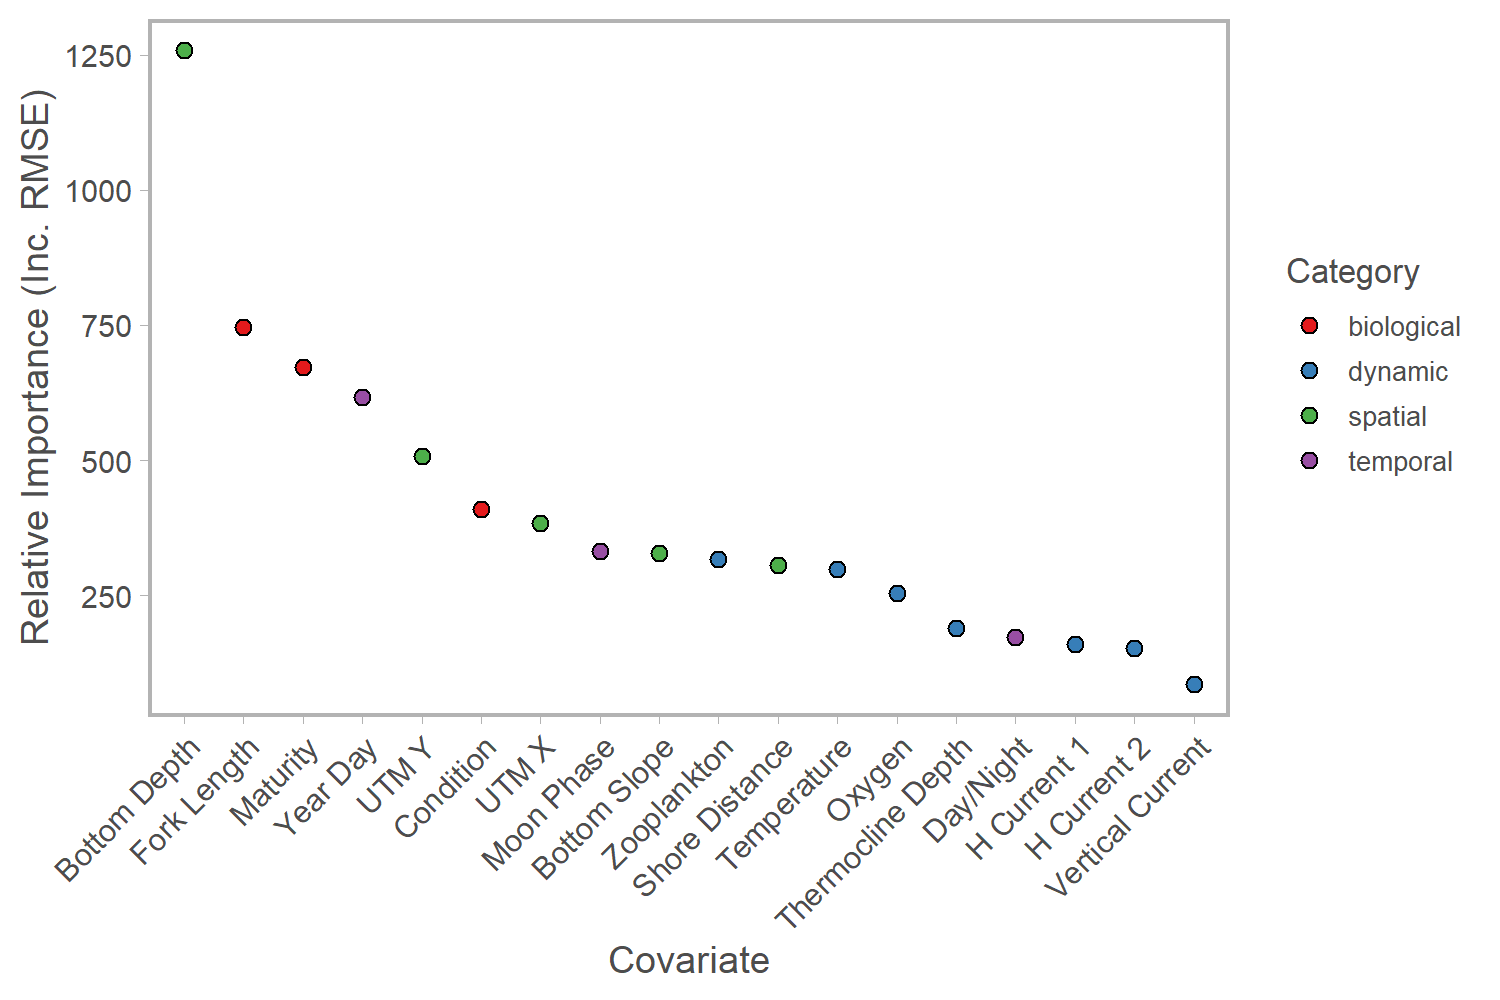 Relative Importance (Inc. RMSE)
1250
1000
750
500
250
Bottom Depth
Fork Length
Maturity
Year Day
UTM Y
Condition
UTM X
Moon Phase
Bottom Slope
Zooplankton
Shore Distance
Temperature
Oxygen
Thermocline Depth
Day/Night
H Current 1
H Current 2
Vertical Current
Covariate
Category
biological
dynamic
spatial
temporal